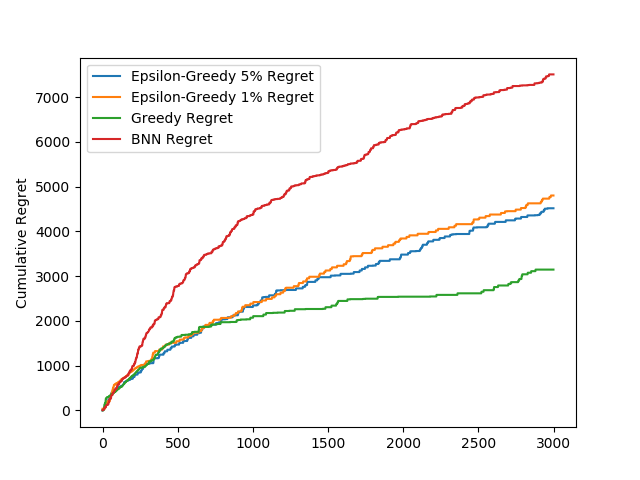 Epsilon-Greedy 5% Regret
Epsilon-Greedy 1% Regret
Greedy Regret
BNN Regret
Cumulative Regret
7000
6000
5000
4000
3000
2000
1000
0
0 500 1000 1500 2000 2500 3000